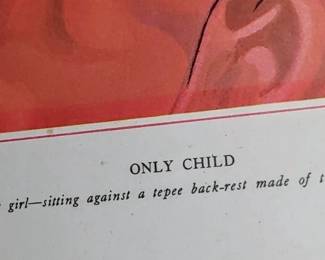 ONLY CHILD
girl—sitting against a tepee back-rest made of